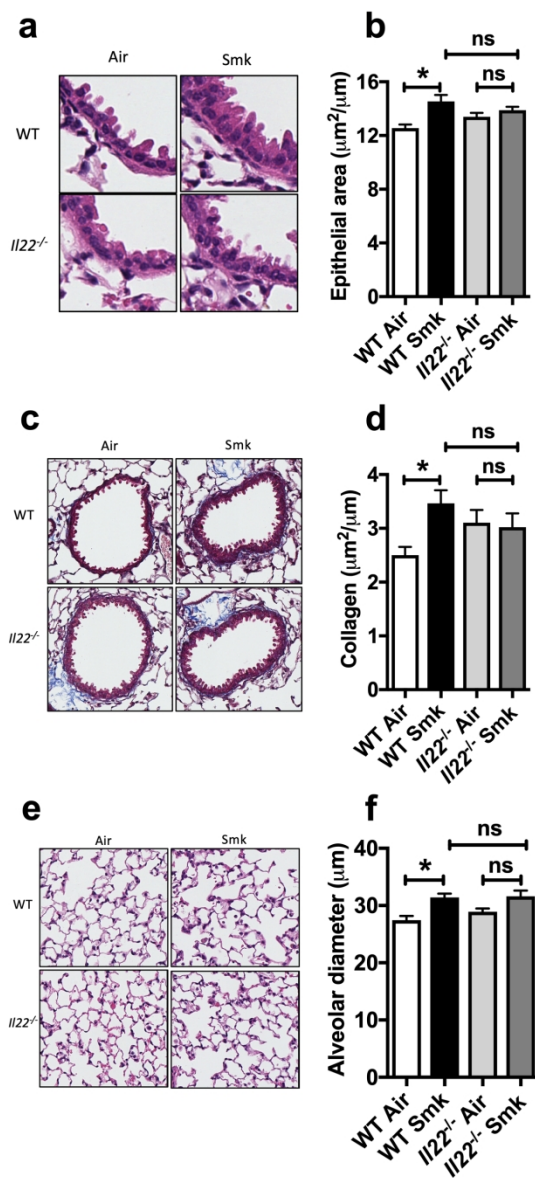 a
Air Smk
WT
Il22-/-
b
ns
* ns
16
12
8
4
0
Epithelial area (μm2/μm)
WT Air
WT Smk
Il22-/- Air
Il22-/- Smk
c
Air Smk
WT
Il22-/-
d
ns
* ns
4
3
2
1
0
Collagen (μm2/μm)
WT Air
WT Smk
Il22-/- Air
Il22-/- Smk
e
Air Smk
WT
Il22-/-
f
ns
* ns
40
30
20
10
0
Alveolar diameter (μm)
WT Air
WT Smk
Il22-/- Air
Il22-/- Smk